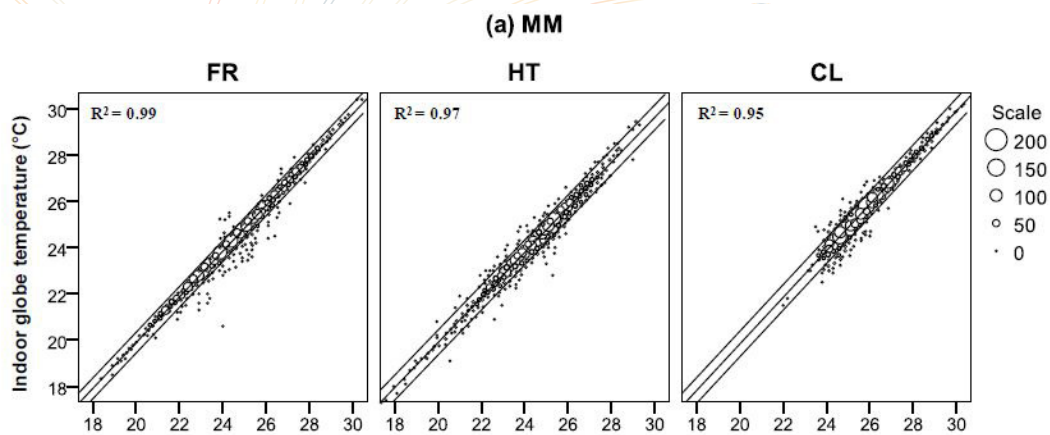 (a) MM
FR HT CL
R² = 0.99 R² = 0.97 R² = 0.95
Indoor globe temperature (°C)
30
28
26
24
22
20
18
18 20 22 24 26 28 30 18 20 22 24 26 28 30 18 20 22 24 26 28 30
Scale
200
150
100
50
0